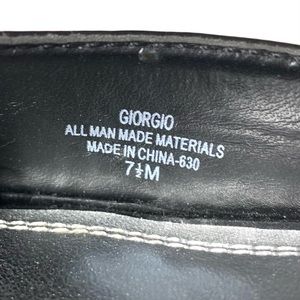 GIORGIO
ALL MAN MADE MATERIALS
MADE IN CHINA-630
7½M